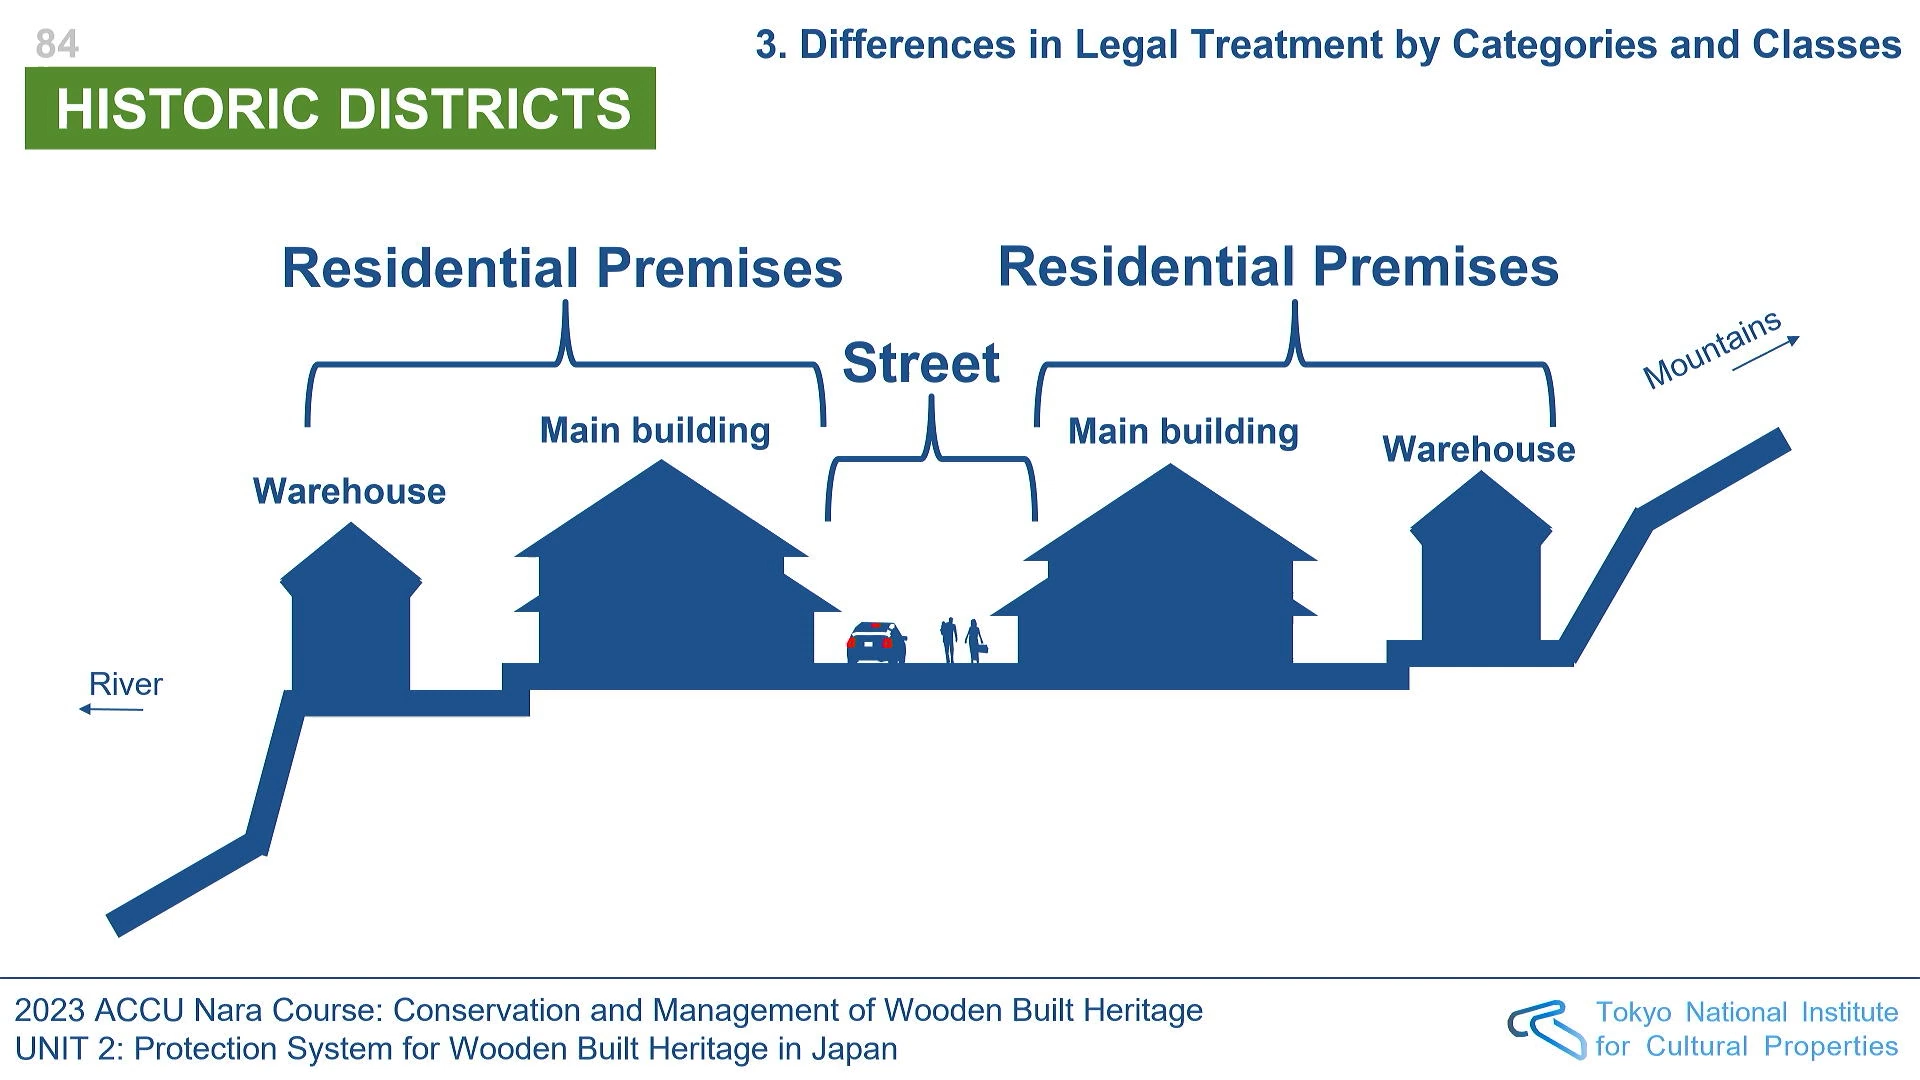 84
3. Differences in Legal Treatment by Categories and Classes
HISTORIC DISTRICTS
Residential Premises
Residential Premises
Street
Mountains
Main building
Main building
Warehouse
Warehouse
River
2023 ACCU Nara Course: Conservation and Management of Wooden Built Heritage
UNIT 2: Protection System for Wooden Built Heritage in Japan
Tokyo National Institute
for Cultural Properties